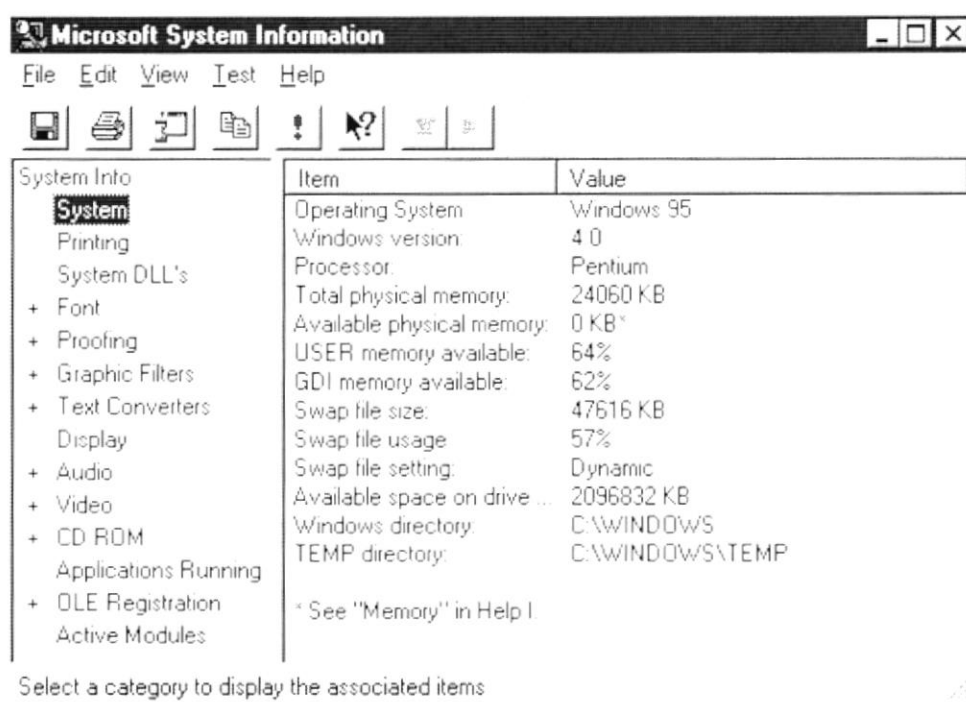 Microsoft System Information
File Edit View Test Help
System Info
System
Printing
System DLL's
+ Font
+ Proofing
+ Graphic Filters
+ Text Converters
Display
+ Audio
+ Video
+ CD ROM
Applications Running
+ OLE Registration
Active Modules
Item Value
Operating System Windows 95
Windows version: 4.0
Processor: Pentium
Total physical memory: 24060 KB
Available physical memory: 0 KB*
USER memory available: 64%
GDI memory available: 62%
Swap file size: 47616 KB
Swap file usage 57%
Swap file setting: Dynamic
Available space on drive ... 2096832 KB
Windows directory: C:\WINDOWS
TEMP directory: C:\WINDOWS\TEMP
* See "Memory" in Help I.
Select a category to display the associated items